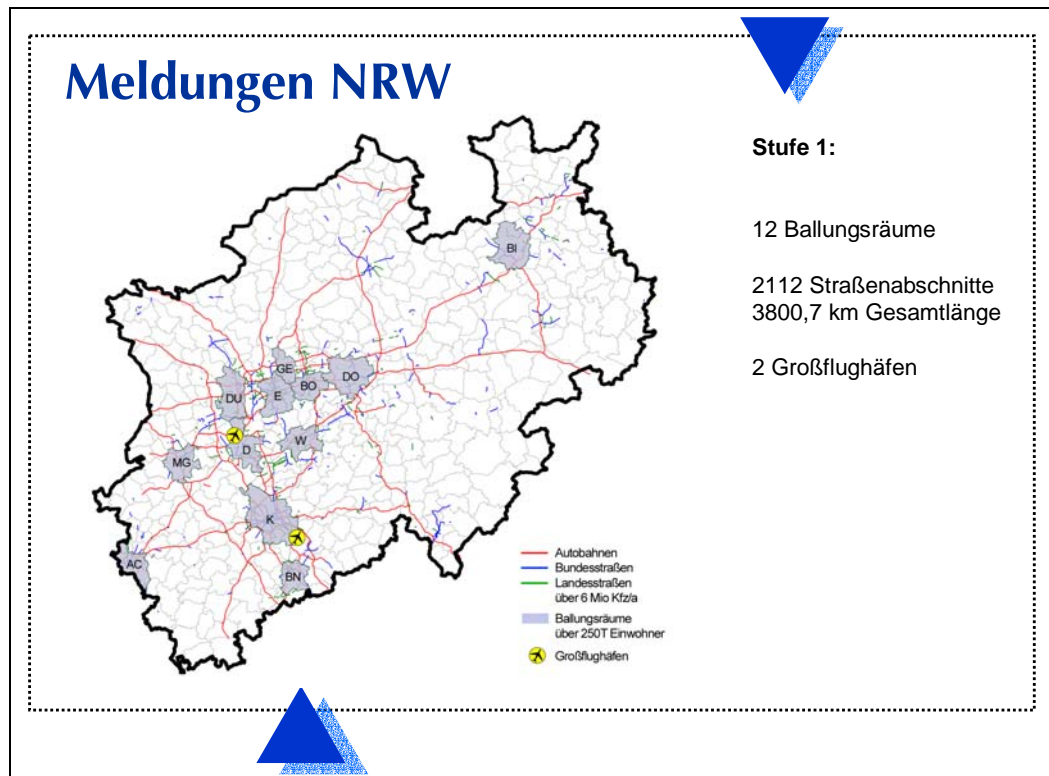 Meldungen NRW
Stufe 1:
12 Ballungsräume
2112 Straßenabschnitte
3800,7 km Gesamtlänge
2 Großflughäfen
BI
GE
DO
BO
DU
E
D
W
MG
K
AC
BN
Autobahnen
Bundesstraßen
Landesstraßen
über 6 Mio Kfz/a
Ballungsräume
über 250T Einwohner
Großflughäfen